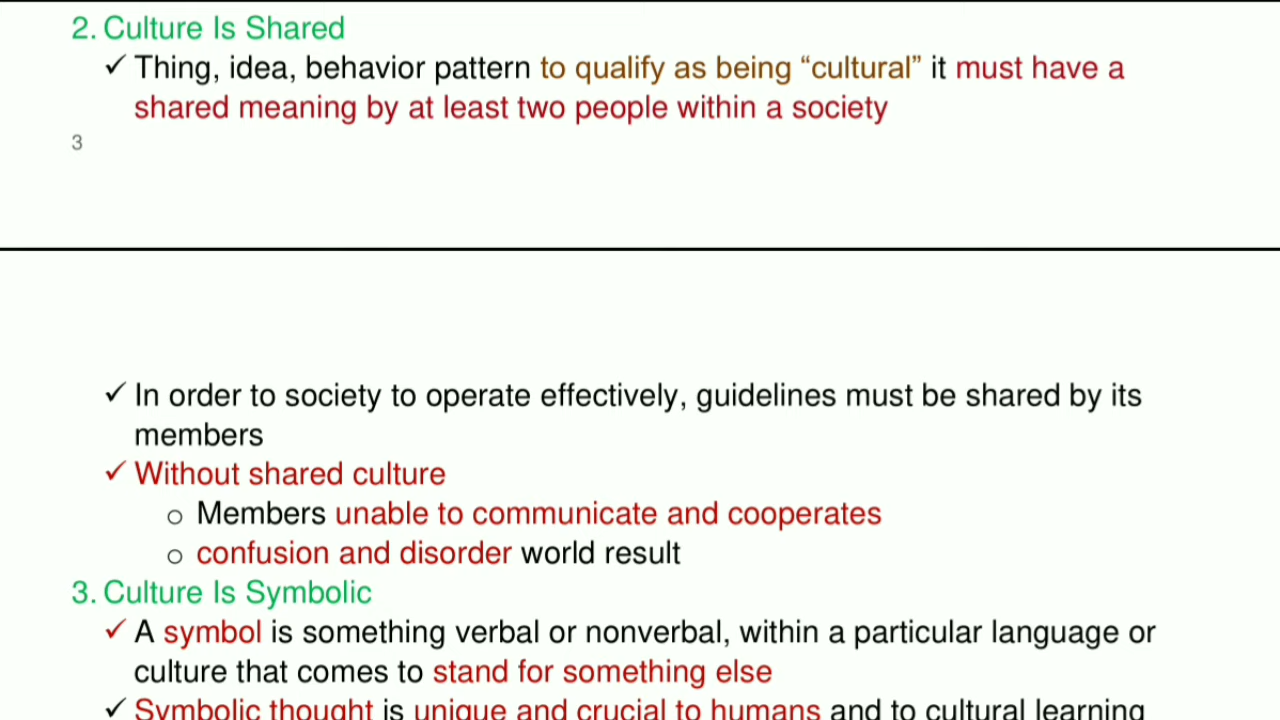 2. Culture Is Shared
✓ Thing, idea, behavior pattern to qualify as being “cultural” it must have a
shared meaning by at least two people within a society
3
✓ In order to society to operate effectively, guidelines must be shared by its
members
✓ Without shared culture
o Members unable to communicate and cooperates
o confusion and disorder world result
3. Culture Is Symbolic
✓ A symbol is something verbal or nonverbal, within a particular language or
culture that comes to stand for something else
✓ Symbolic thought is unique and crucial to humans and to cultural learning